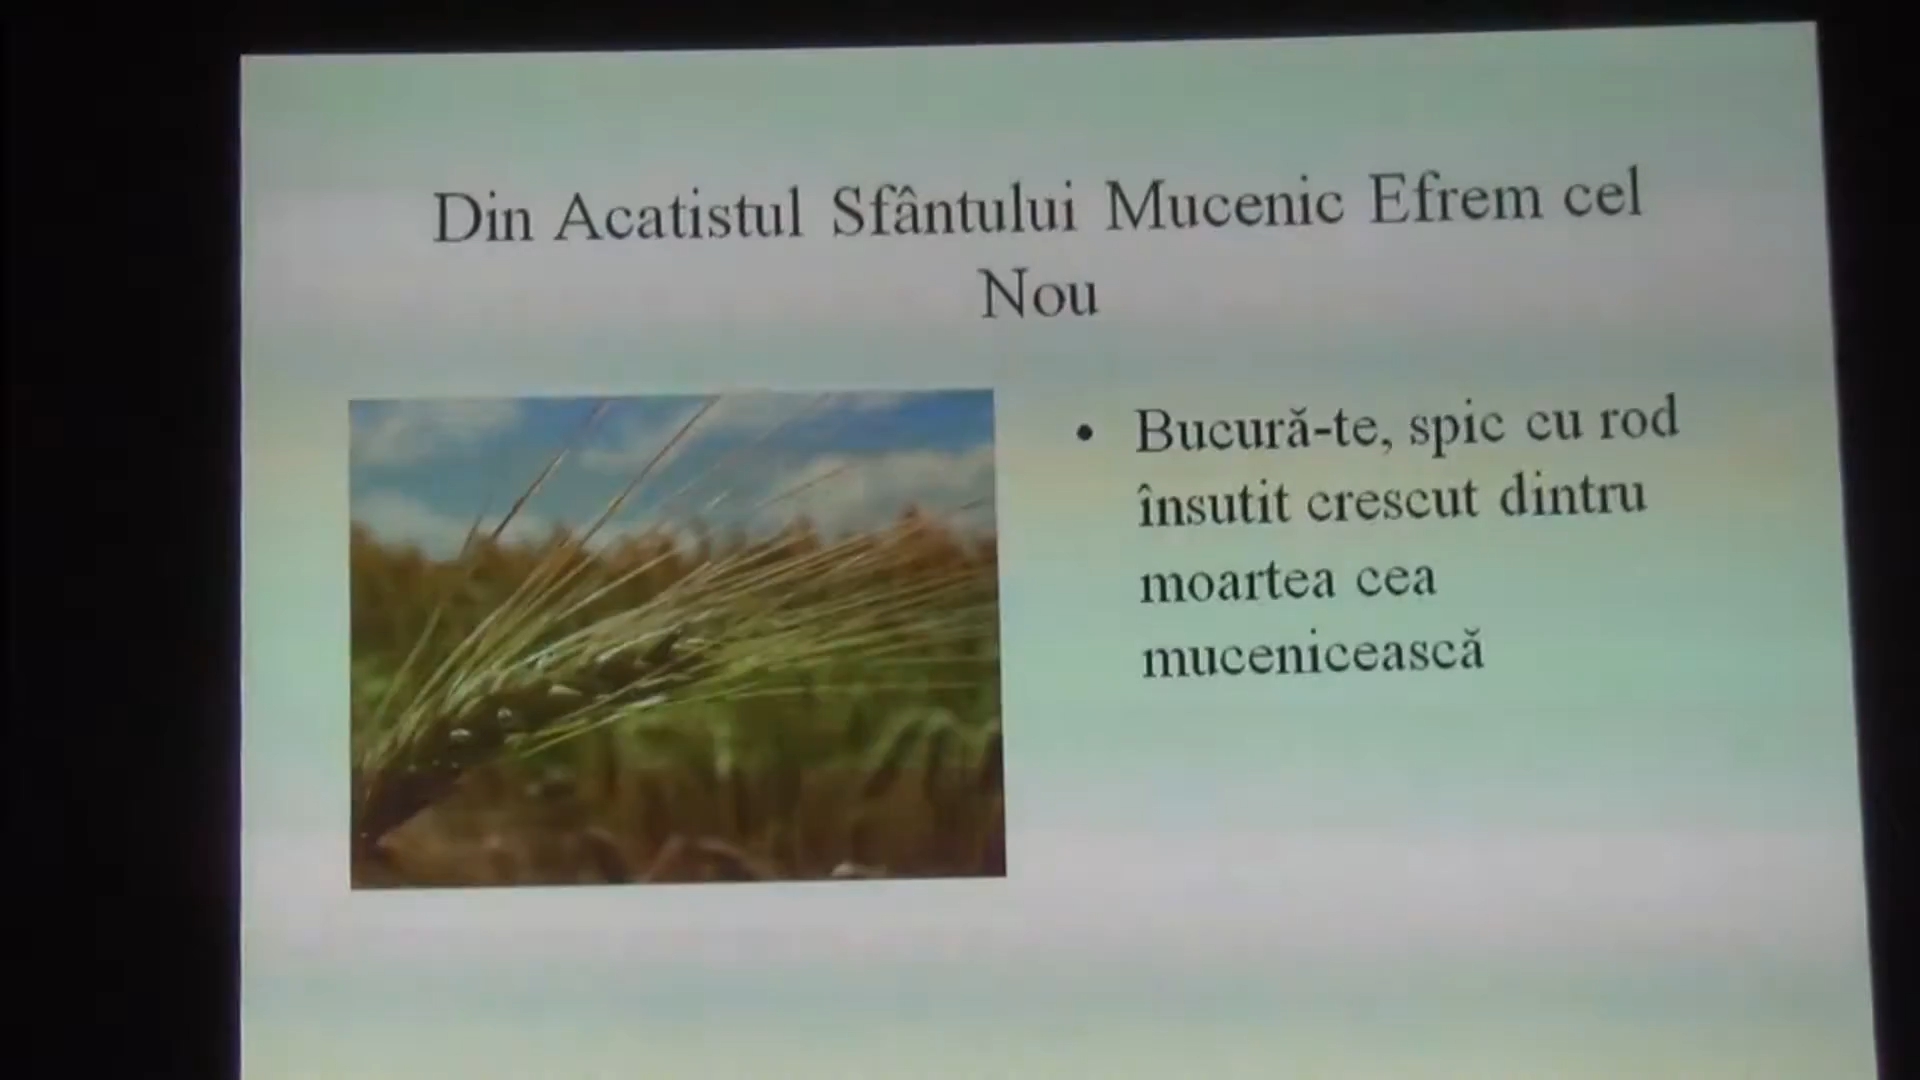 Din Acatistul Sfântului Mucenic Efrem cel
Nou
• Bucură-te, spic cu rod
însutit crescut dintru
moartea cea
mucenicească